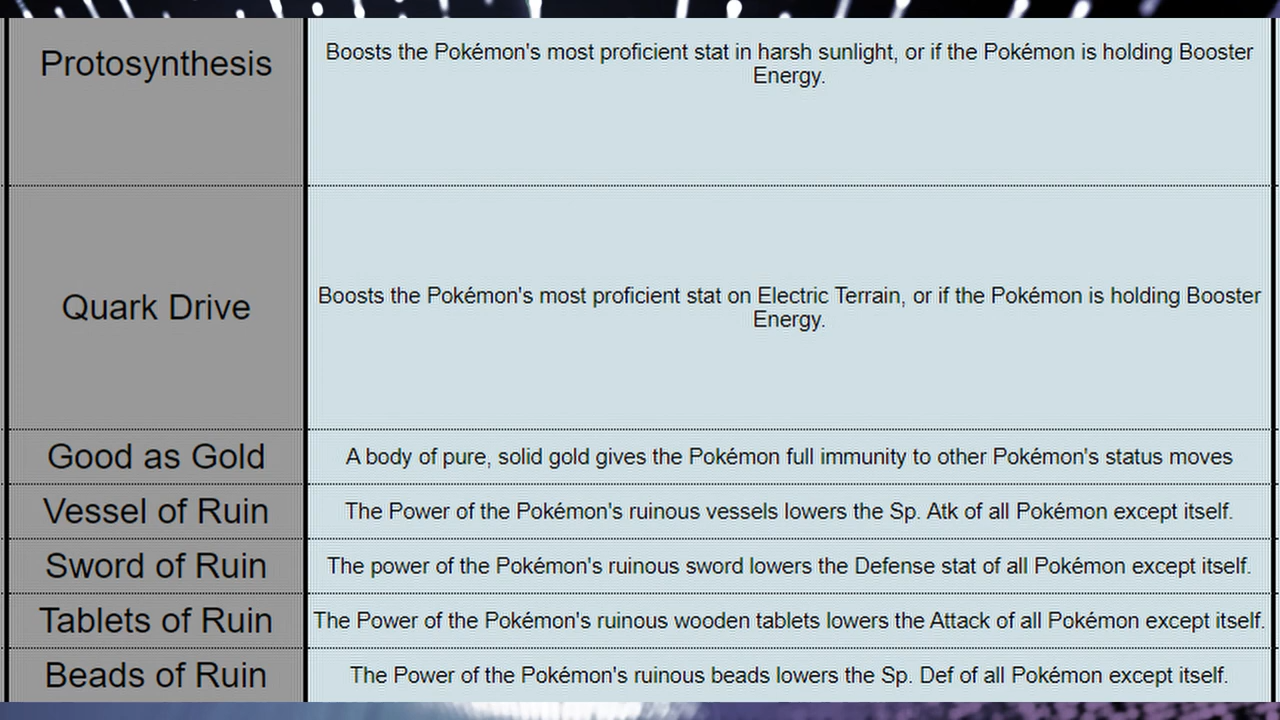 Protosynthesis
Boosts the Pokémon's most proficient stat in harsh sunlight, or if the Pokémon is holding Booster
Energy.
Quark Drive
Boosts the Pokémon's most proficient stat on Electric Terrain, or if the Pokémon is holding Booster
Energy.
Good as Gold
A body of pure, solid gold gives the Pokémon full immunity to other Pokémon's status moves
Vessel of Ruin
The Power of the Pokémon's ruinous vessels lowers the Sp. Atk of all Pokémon except itself.
Sword of Ruin
The power of the Pokémon's ruinous sword lowers the Defense stat of all Pokémon except itself.
Tablets of Ruin
The Power of the Pokémon's ruinous wooden tablets lowers the Attack of all Pokémon except itself.
Beads of Ruin
The Power of the Pokémon's ruinous beads lowers the Sp. Def of all Pokémon except itself.